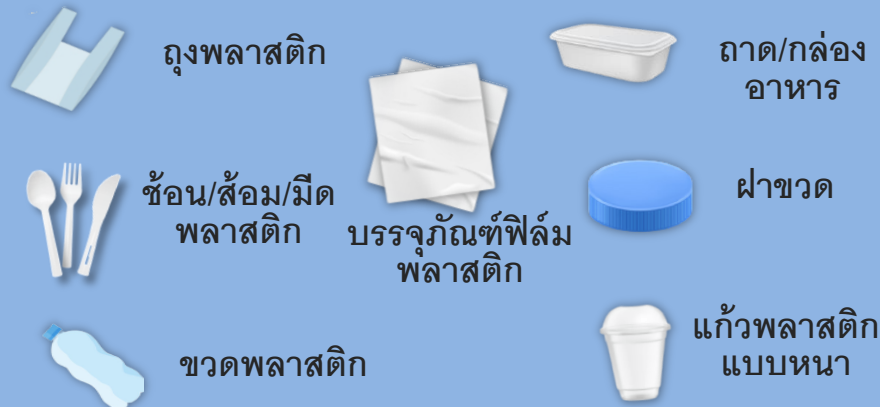 ถุงพลาสติก
ถาด/กล่อง
อาหาร
ช้อน/ส้อม/มีด
พลาสติก
บรรจุภัณฑ์ฟิล์ม
พลาสติก
ฝาขวด
ขวดพลาสติก
แก้วพลาสติก
แบบหนา